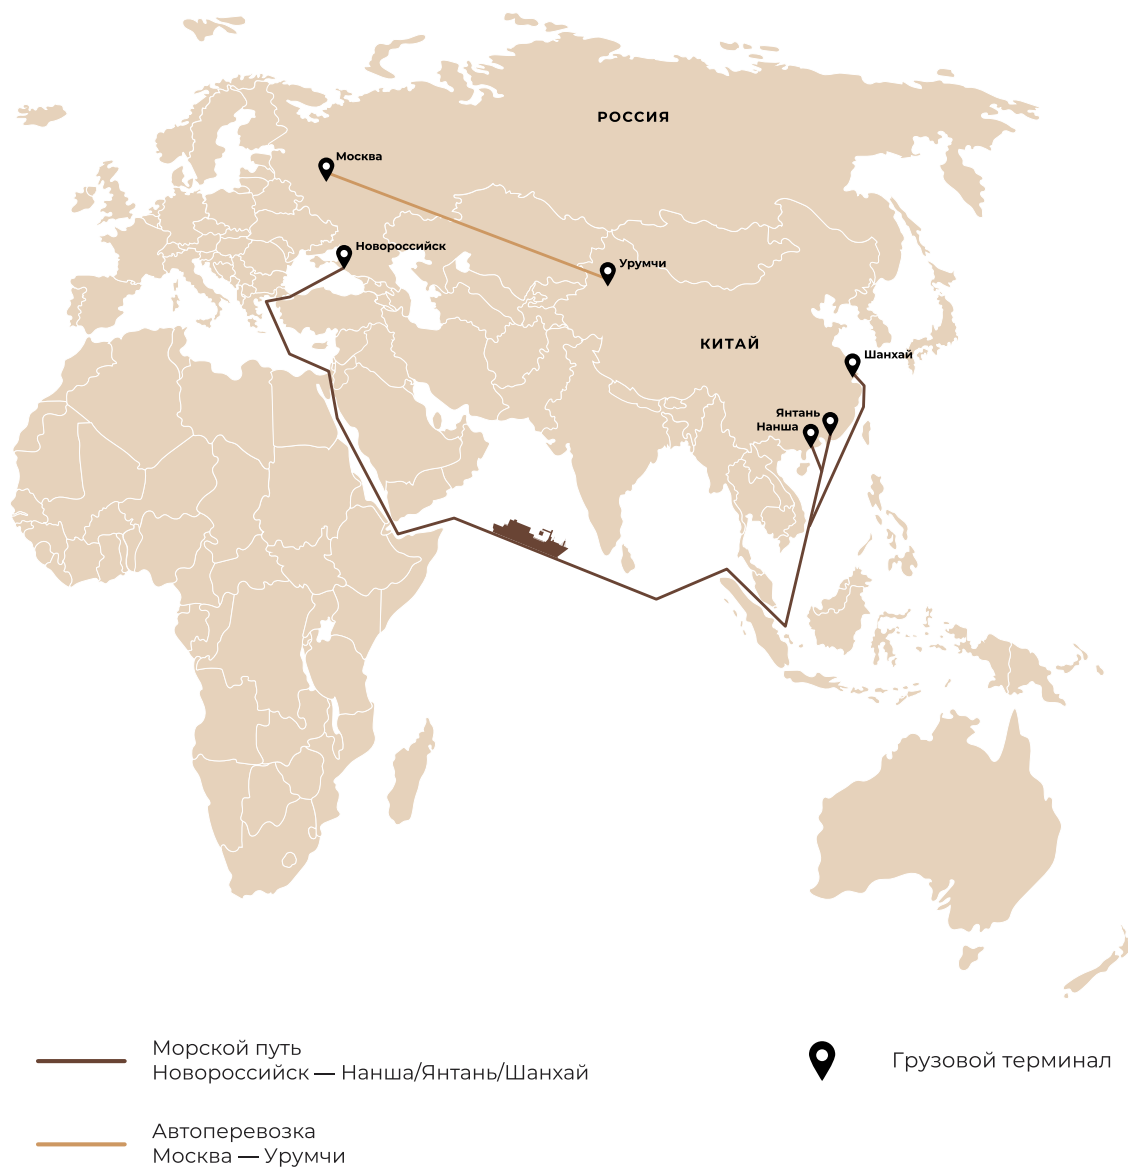 РОССИЯ
Москва
Новороссийск
Урумчи
КИТАЙ
Шанхай
Янтань
Нанша
Морской путь
Новороссийск — Нанша/Янтань/Шанхай
Грузовой терминал
Автоперевозка
Москва — Урумчи